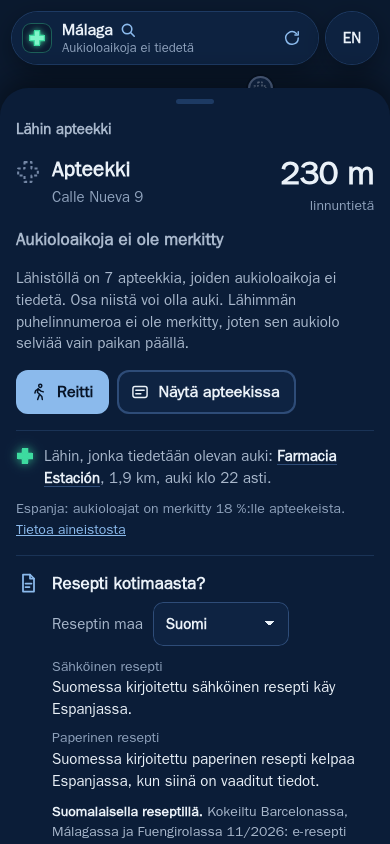 Málaga
Aukioloaikoja ei tiedetä
EN
Lähin apteekki
Apteekki
230 m
Calle Nueva 9
linnuntietä
Aukioloaikoja ei ole merkitty
Lähistöllä on 7 apteekkia, joiden aukioloaikoja ei
tiedetä. Osa niistä voi olla auki. Lähimmän
puhelinnumeroa ei ole merkitty, joten sen aukiolo
selviää vain paikan päällä.
Reitti
Näytä apteekissa
Lähin, jonka tiedetään olevan auki: Farmacia
Estación, 1,9 km, auki klo 22 asti.
Espanja: aukioloajat on merkitty 18 %:lle apteekeista.
Tietoa aineistosta
Resepti kotimaasta?
Reseptin maa
Suomi
Sähköinen resepti
Suomessa kirjoitettu sähköinen resepti käy
Espanjassa.
Paperinen resepti
Suomessa kirjoitettu paperinen resepti kelpaa
Espanjassa, kun siinä on vaaditut tiedot.
Suomalaisella reseptillä. Kokeiltu Barcelonassa,
Málagassa ja Fuengirolassa 11/2026: e-resepti